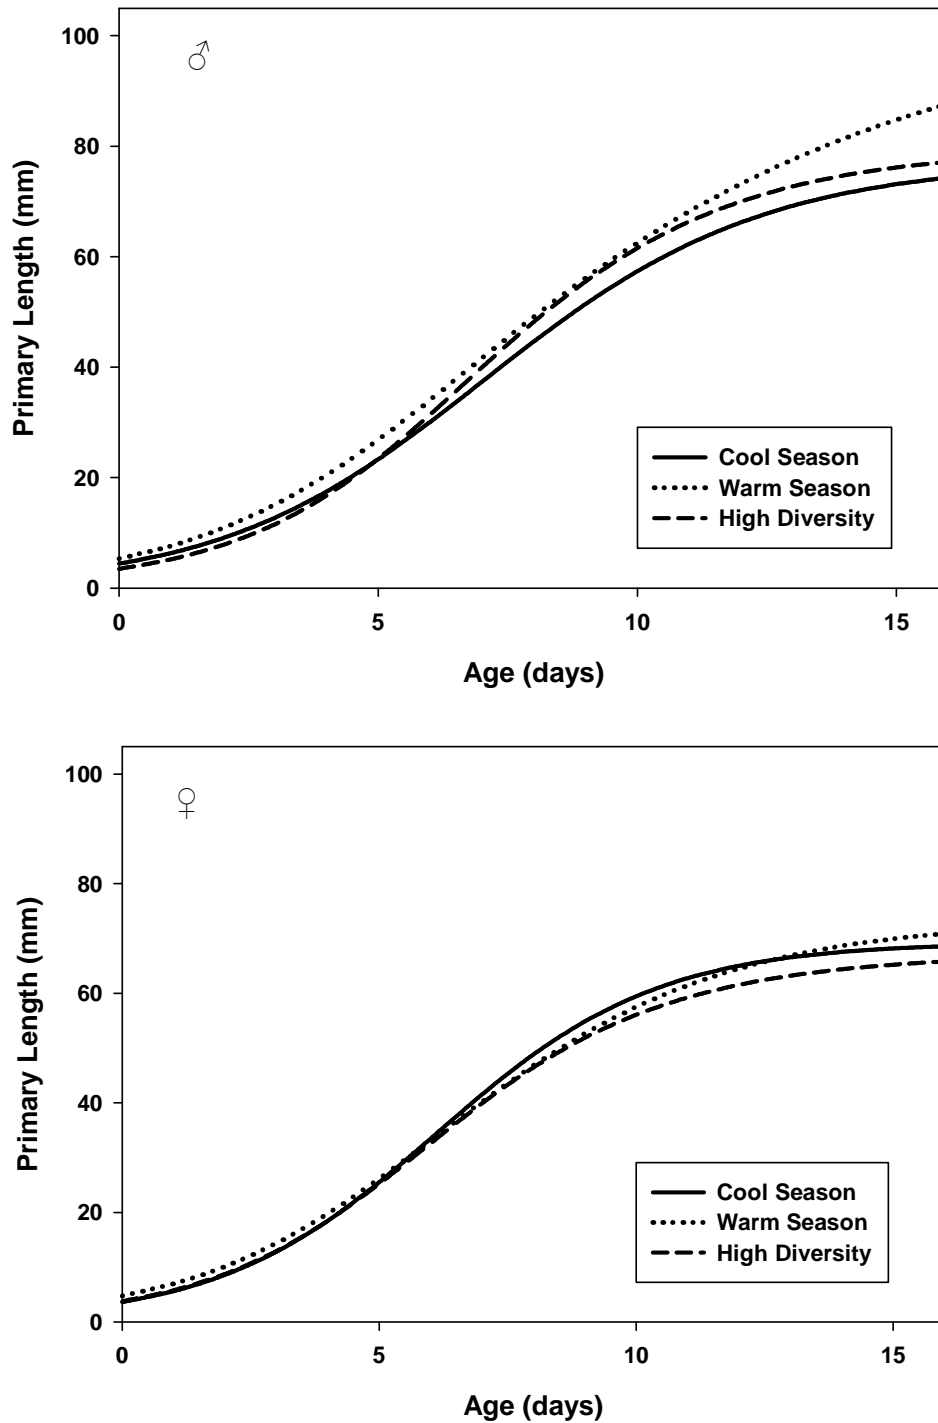 ♂
100
80
60
40
20
0
Primary Length (mm)
Cool Season
Warm Season
High Diversity
0 5 10 15
Age (days)
♀
100
80
60
40
20
0
Primary Length (mm)
Cool Season
Warm Season
High Diversity
0 5 10 15
Age (days)